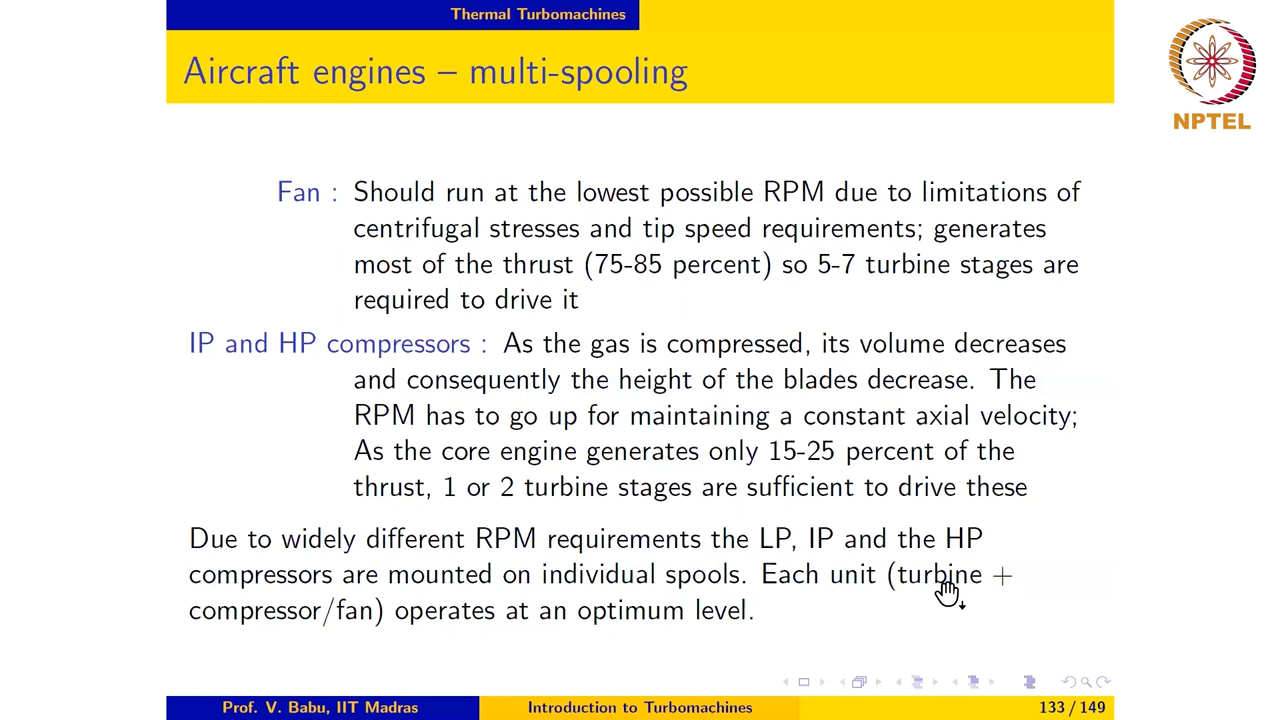 Thermal Turbomachines
Aircraft engines – multi-spooling
NPTEL
Fan : Should run at the lowest possible RPM due to limitations of
centrifugal stresses and tip speed requirements; generates
most of the thrust (75-85 percent) so 5-7 turbine stages are
required to drive it
IP and HP compressors : As the gas is compressed, its volume decreases
and consequently the height of the blades decrease. The
RPM has to go up for maintaining a constant axial velocity;
As the core engine generates only 15-25 percent of the
thrust, 1 or 2 turbine stages are sufficient to drive these
Due to widely different RPM requirements the LP, IP and the HP
compressors are mounted on individual spools. Each unit (turbine +
compressor/fan) operates at an optimum level.
Prof. V. Babu, IIT Madras
Introduction to Turbomachines
133 / 149